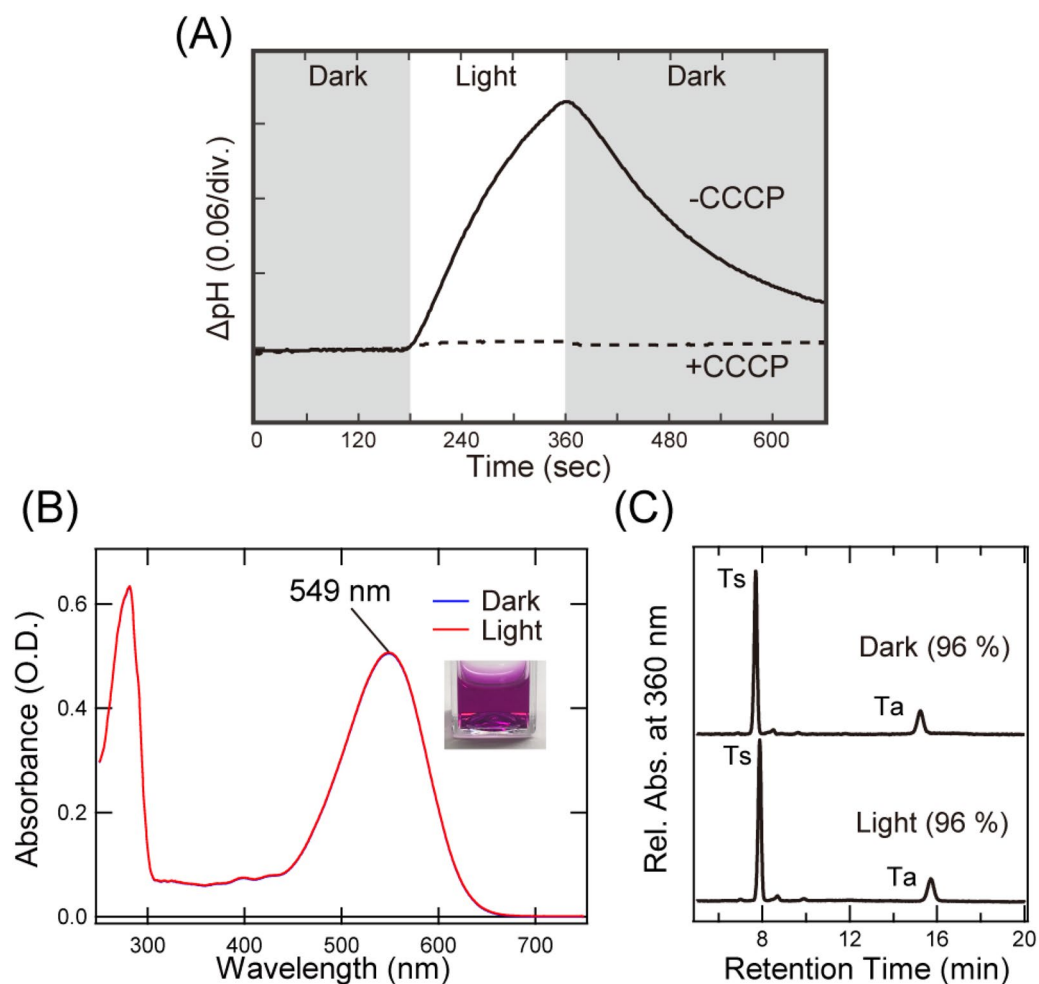 (A)
Dark Light Dark
ΔpH (0.06/div.)
-CCCP
+CCCP
0 120 240 360 480 600
Time (sec)
(B)
549 nm
Dark
Light
Absorbance (O.D.)
0.6
0.4
0.2
0.0
300 400 500 600 700
Wavelength (nm)
(C)
Ts
Dark (96 %)
Ta
Ts
Light (96 %)
Ta
Rel. Abs. at 360 nm
8 12 16 20
Retention Time (min)